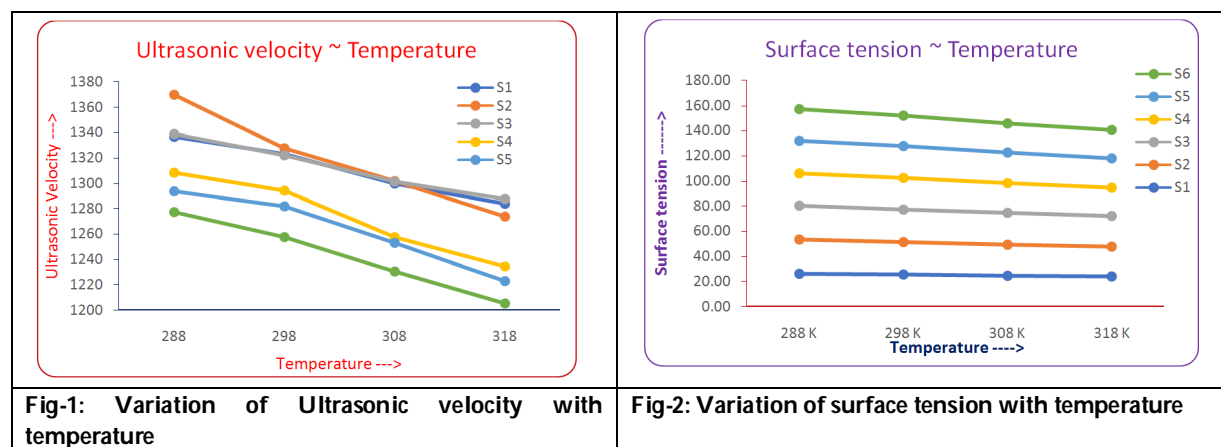 Ultrasonic velocity ~ Temperature
Ultrasonic Velocity --->
1380
1360
1340
1320
1300
1280
1260
1240
1220
1200
S1
S2
S3
S4
S5
288 298 308 318
Temperature --->
Fig-1: Variation of Ultrasonic velocity with
temperature
Surface tension ~ Temperature
Surface tension ------>
180.00
160.00
140.00
120.00
100.00
80.00
60.00
40.00
20.00
0.00
S6
S5
S4
S3
S2
S1
288 K 298 K 308 K 318 K
Temperature ---->
Fig-2: Variation of surface tension with temperature